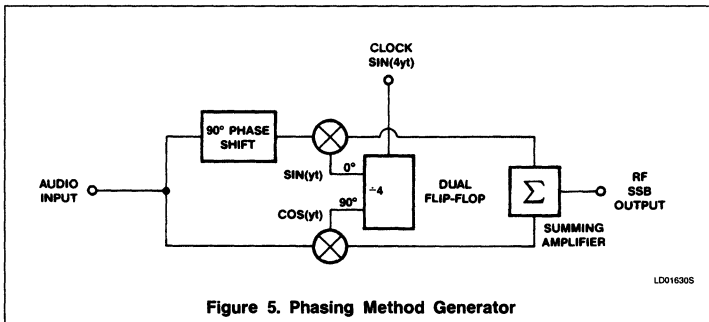 CLOCK
SIN(4yt)
90° PHASE
SHIFT
SIN(yt)
0°
AUDIO
INPUT
÷4
DUAL
FLIP-FLOP
Σ
RF
SSB
OUTPUT
COS(yt)
90°
SUMMING
AMPLIFIER
LD01630S
Figure 5. Phasing Method Generator